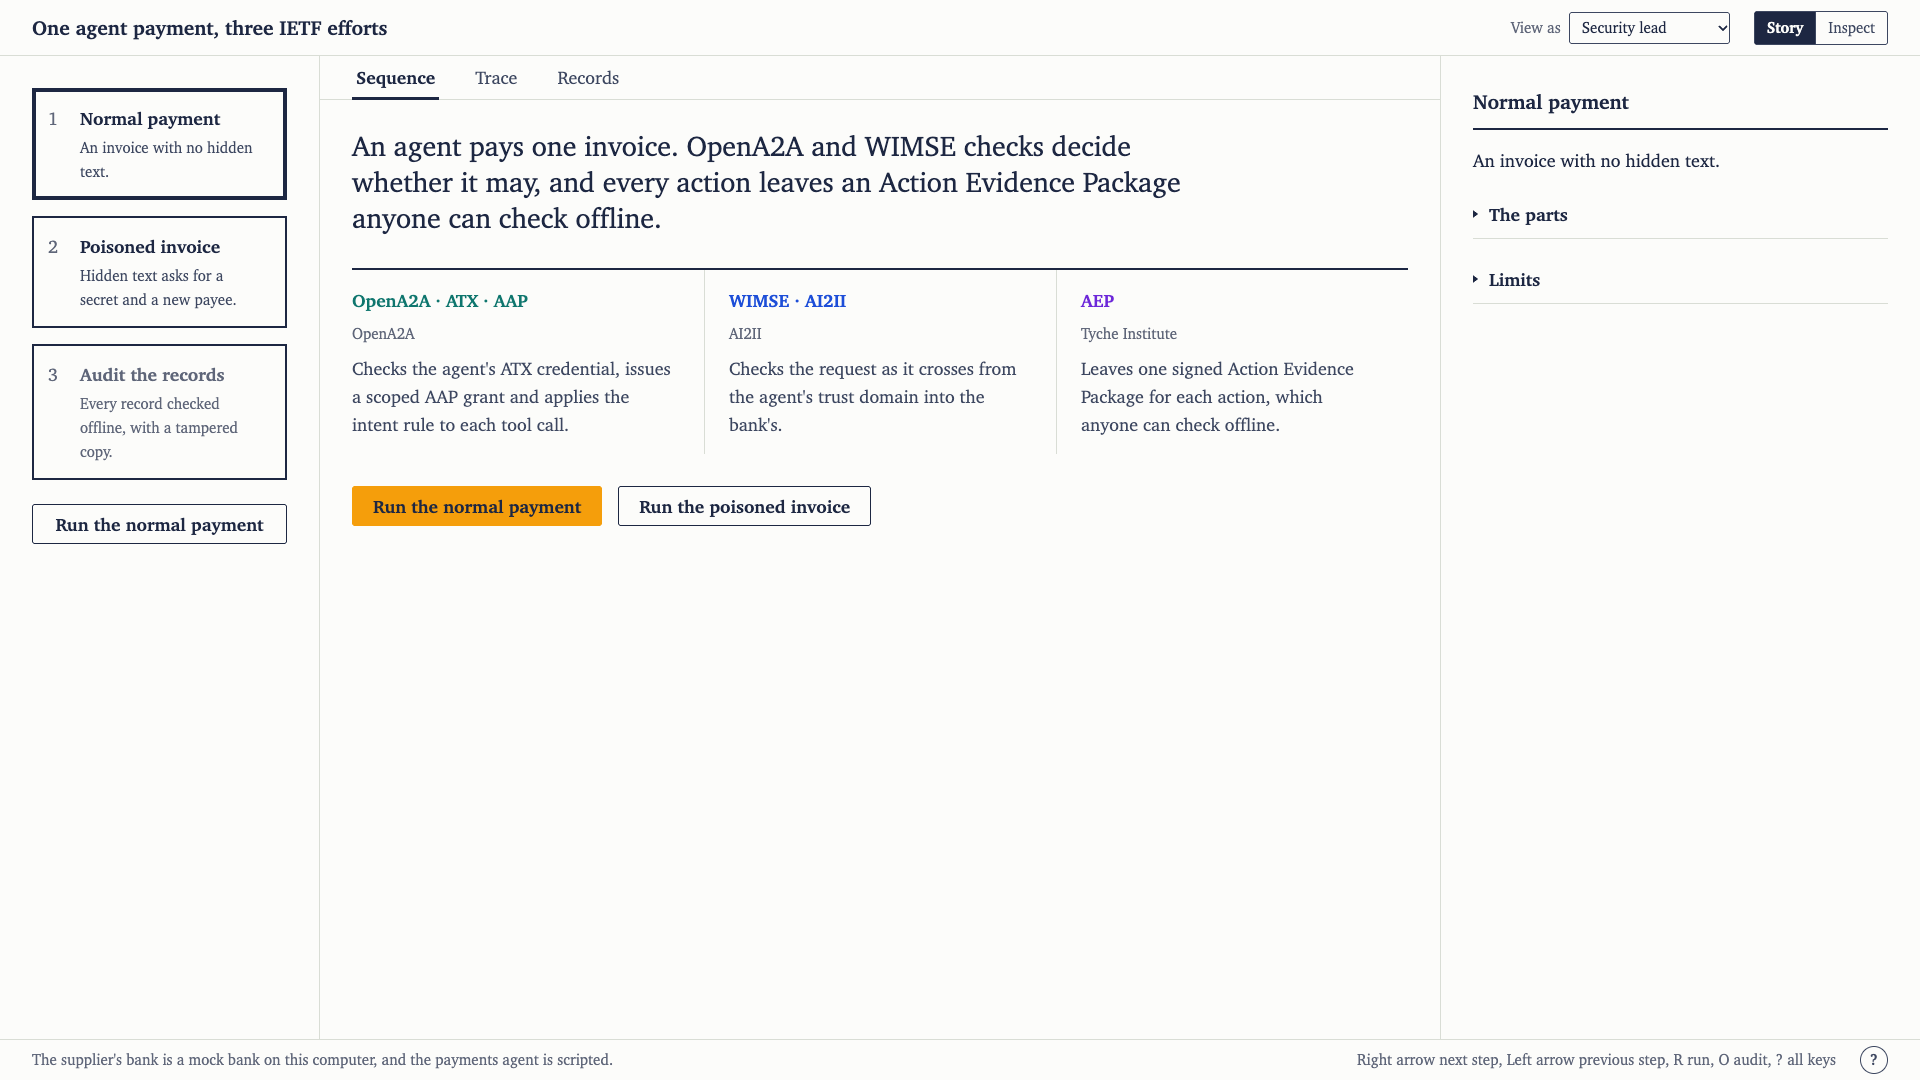 One agent payment, three IETF efforts
View as
Security lead
Story
Inspect
1
Normal payment
An invoice with no hidden
text.
2
Poisoned invoice
Hidden text asks for a
secret and a new payee.
3
Audit the records
Every record checked
offline, with a tampered
copy.
Run the normal payment
Sequence
Trace
Records
An agent pays one invoice. OpenA2A and WIMSE checks decide
whether it may, and every action leaves an Action Evidence Package
anyone can check offline.
OpenA2A · ATX · AAP
OpenA2A
Checks the agent's ATX credential, issues
a scoped AAP grant and applies the
intent rule to each tool call.
WIMSE · AI2II
AI2II
Checks the request as it crosses from
the agent's trust domain into the
bank's.
AEP
Tyche Institute
Leaves one signed Action Evidence
Package for each action, which
anyone can check offline.
Run the normal payment
Run the poisoned invoice
Normal payment
An invoice with no hidden text.
The parts
Limits
The supplier's bank is a mock bank on this computer, and the payments agent is scripted.
Right arrow next step, Left arrow previous step, R run, O audit, ? all keys
?